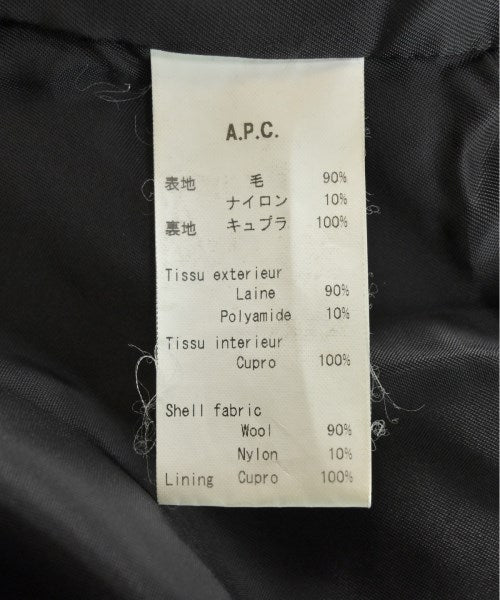 A.P.C.
表地 毛 90%
ナイロン 10%
裏地 キュプラ 100%
Tissu exterieur
Laine 90%
Polyamide 10%
Tissu interieur
Cupro 100%
Shell fabric
Wool 90%
Nylon 10%
Lining Cupro 100%